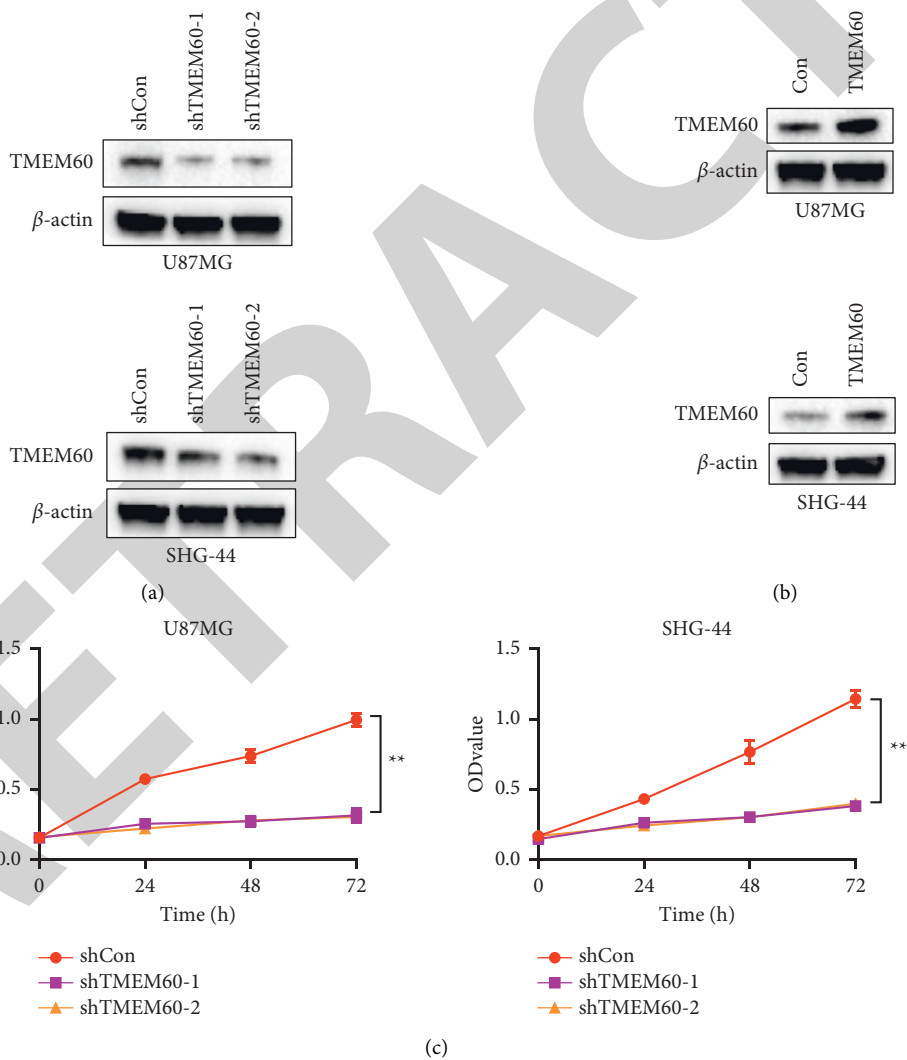 shCon
shTMEM60-1
shTMEM60-2
TMEM60
β-actin
U87MG
shCon
shTMEM60-1
shTMEM60-2
TMEM60
β-actin
SHG-44
(a)
Con
TMEM60
TMEM60
β-actin
U87MG
Con
TMEM60
TMEM60
β-actin
SHG-44
(b)
U87MG
1.5
1.0
0.5
0.0
0 24 48 72
Time (h)
**
shCon
shTMEM60-1
shTMEM60-2
SHG-44
ODvalue
1.5
1.0
0.5
0.0
0 24 48 72
Time (h)
**
shCon
shTMEM60-1
shTMEM60-2
(c)
RETRACT